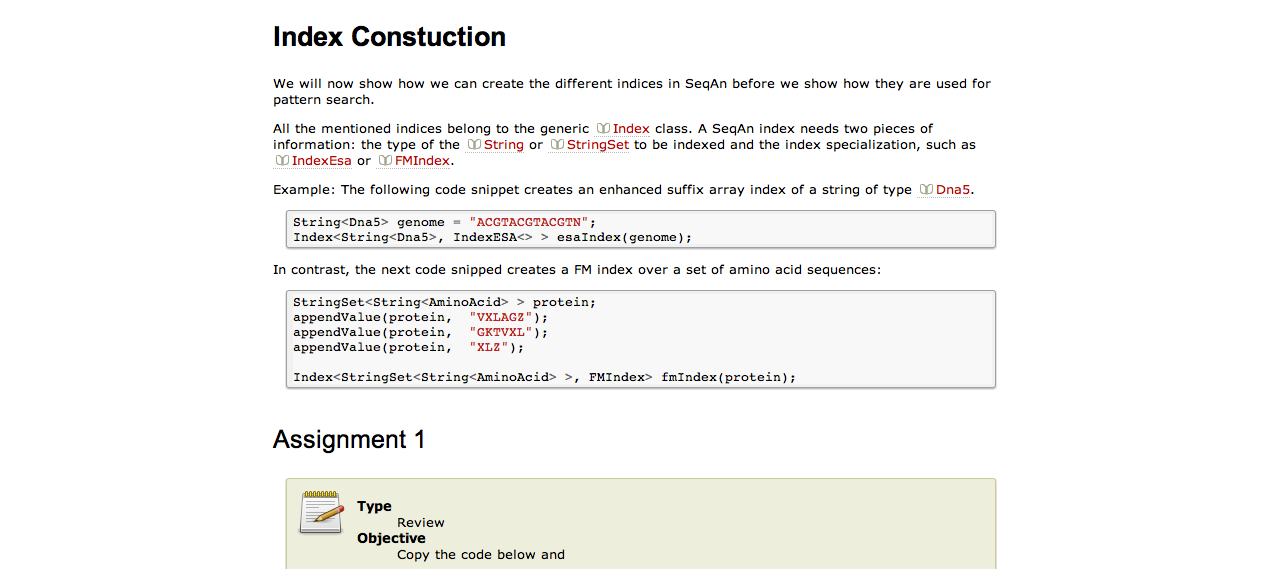 Index Constuction
We will now show how we can create the different indices in SeqAn before we show how they are used for
pattern search.
All the mentioned indices belong to the generic Index class. A SeqAn index needs two pieces of
information: the type of the String or StringSet to be indexed and the index specialization, such as
IndexEsa or FMIndex.
Example: The following code snippet creates an enhanced suffix array index of a string of type Dna5.
String<Dna5> genome = "ACGTACGTACGTN";
Index<String<Dna5>, IndexESA<> > esaIndex(genome);
In contrast, the next code snipped creates a FM index over a set of amino acid sequences:
StringSet<String<AminoAcid> > protein;
appendValue(protein,  "VXLAGZ");
appendValue(protein,  "GKTVXL");
appendValue(protein,  "XLZ");
Index<StringSet<String<AminoAcid> >, FMIndex> fmIndex(protein);
Assignment 1
Type
Review
Objective
Copy the code below and